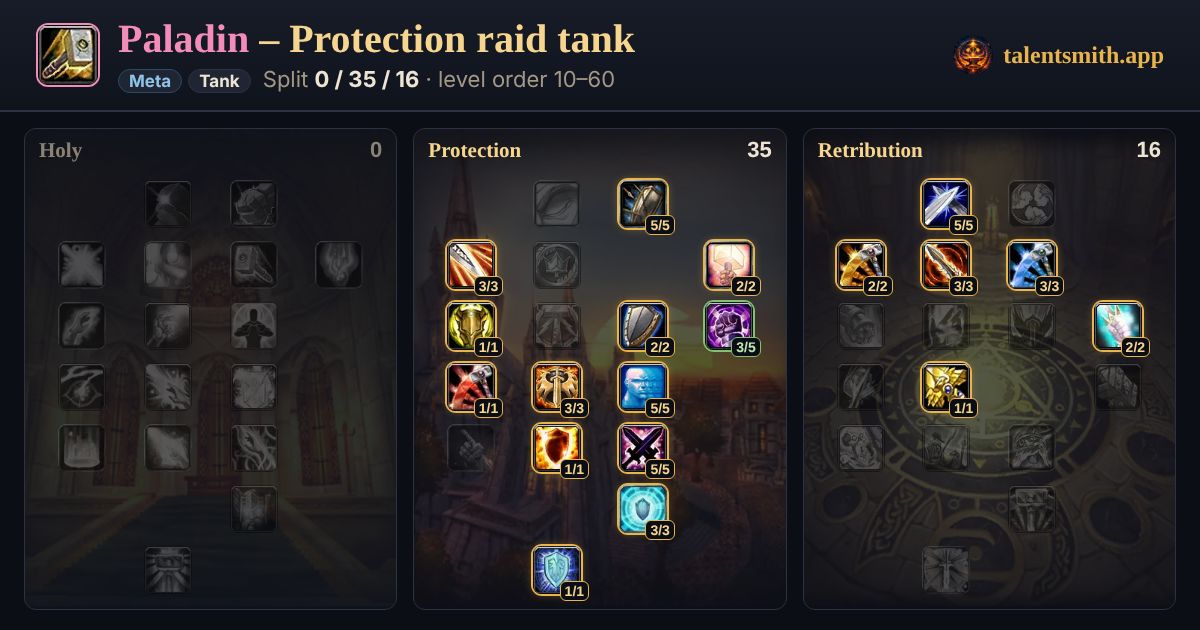 Paladin – Protection raid tank
talentsmith.app
Meta Tank Split 0 / 35 / 16 · level order 10–60
Holy 0
Protection 35
5/5
3/3 2/2
1/1 2/2 3/5
1/1 3/3 5/5
1/1 5/5
3/3
1/1
Retribution 16
5/5
2/2 3/3 3/3
2/2
1/1